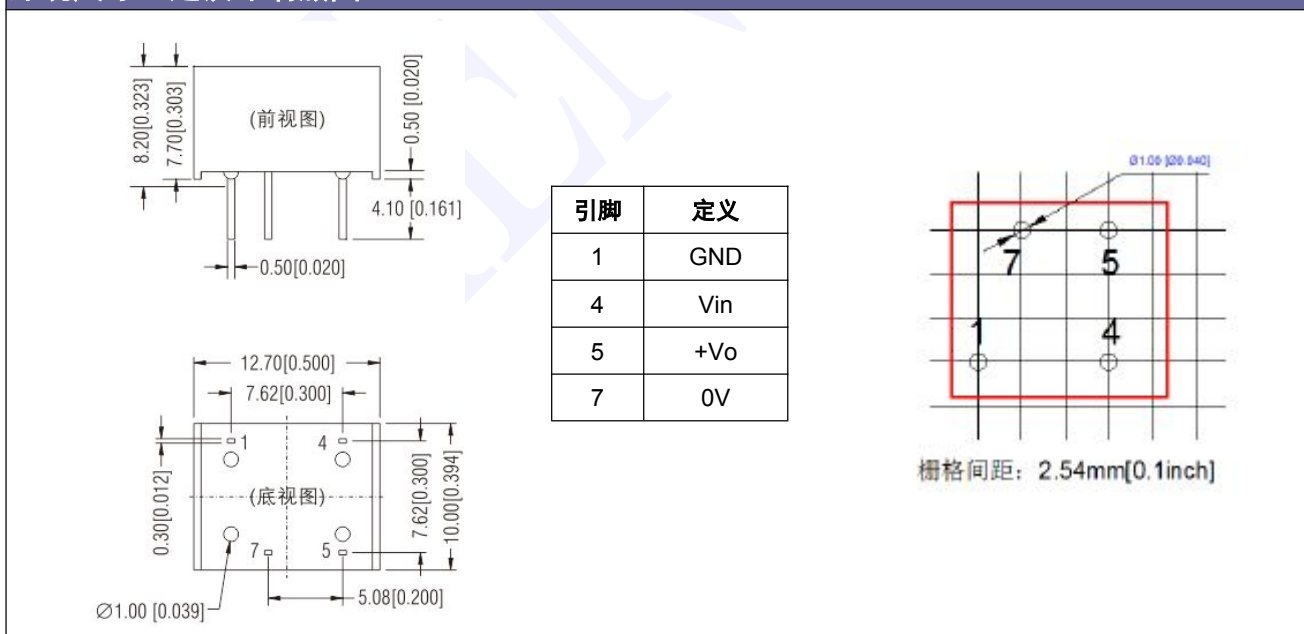 8.20[0.323]
7.70[0.303]
(前视图)
0.50 [0.020]
4.10 [0.161]
0.50[0.020]
12.70[0.500]
7.62[0.300]
1
4
0.30[0.012]
(底视图)
7.62[0.300]
10.00[0.394]
7
5
5.08[0.200]
∅1.00 [0.039]
引脚 定义
1 GND
4 Vin
5 +Vo
7 0V
Ø1.00 [Ø0.040]
7 5
1 4
栅格间距：2.54mm[0.1inch]